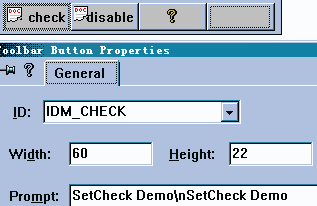 check disable ?
Toolbar Button Properties
? General
ID: IDM_CHECK
Width: 60 Height: 22
Prompt: SetCheck Demo\nSetCheck Demo